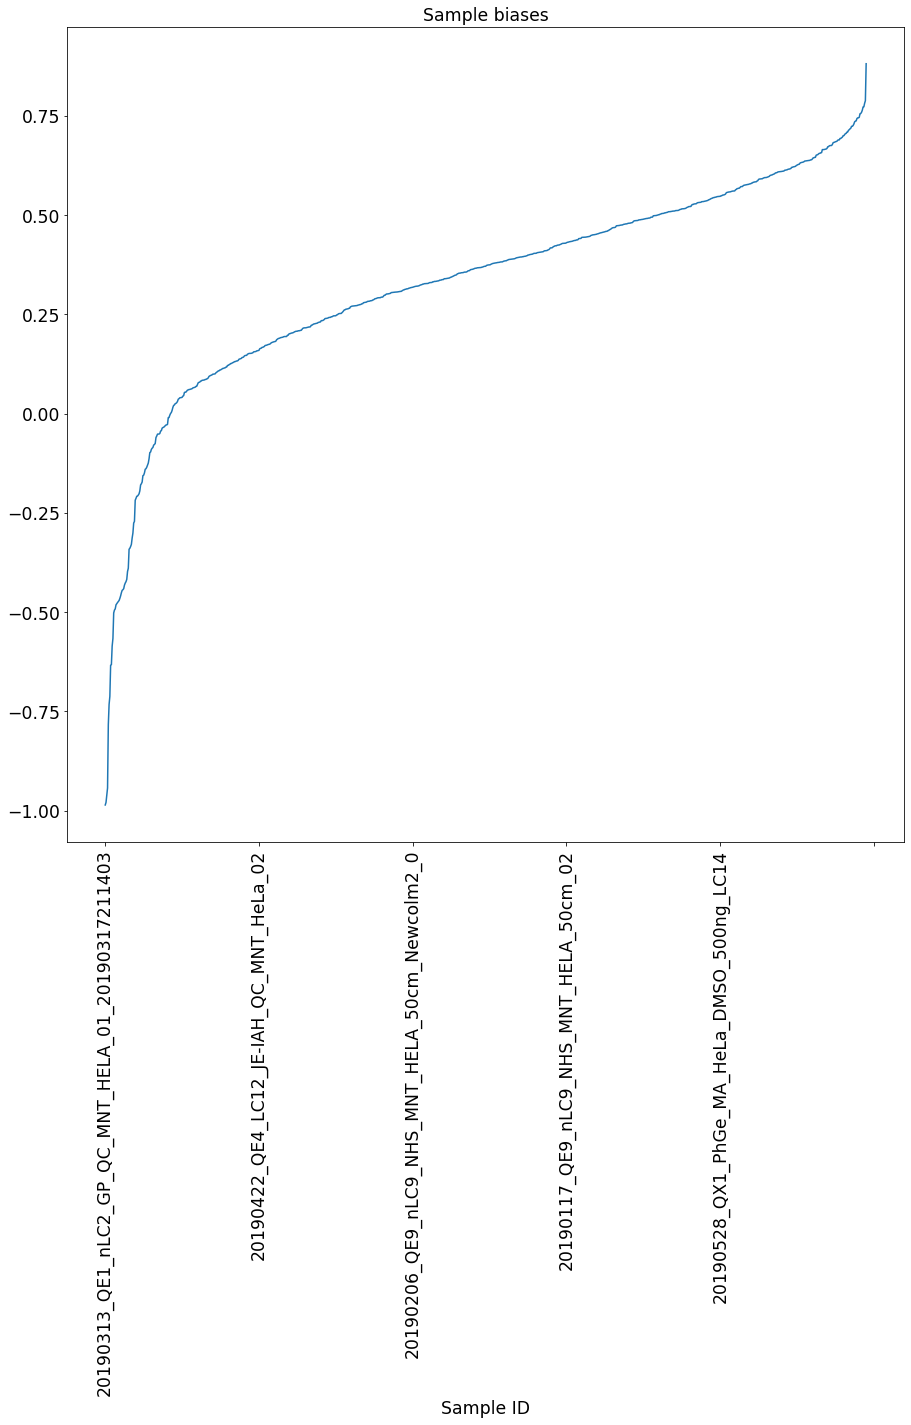 Sample biases
0.75
0.50
0.25
0.00
−0.25
−0.50
−0.75
−1.00
20190313_QE1_nLC2_GP_QC_MNT_HELA_01_20190317211403
20190422_QE4_LC12_JE-IAH_QC_MNT_HeLa_02
20190206_QE9_nLC9_NHS_MNT_HELA_50cm_Newcolm2_0
20190117_QE9_nLC9_NHS_MNT_HELA_50cm_02
20190528_QX1_PhGe_MA_HeLa_DMSO_500ng_LC14
Sample ID